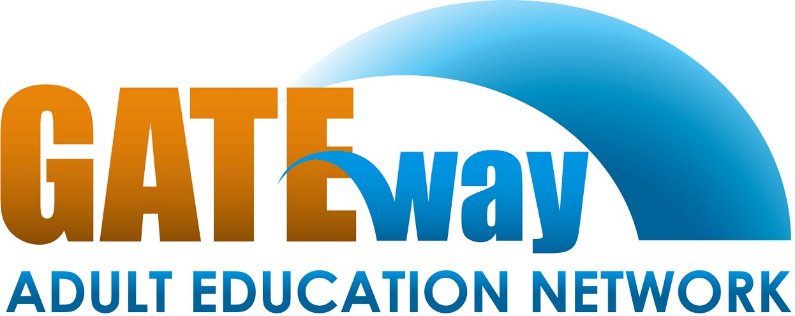 GATEway
ADULT EDUCATION NETWORK